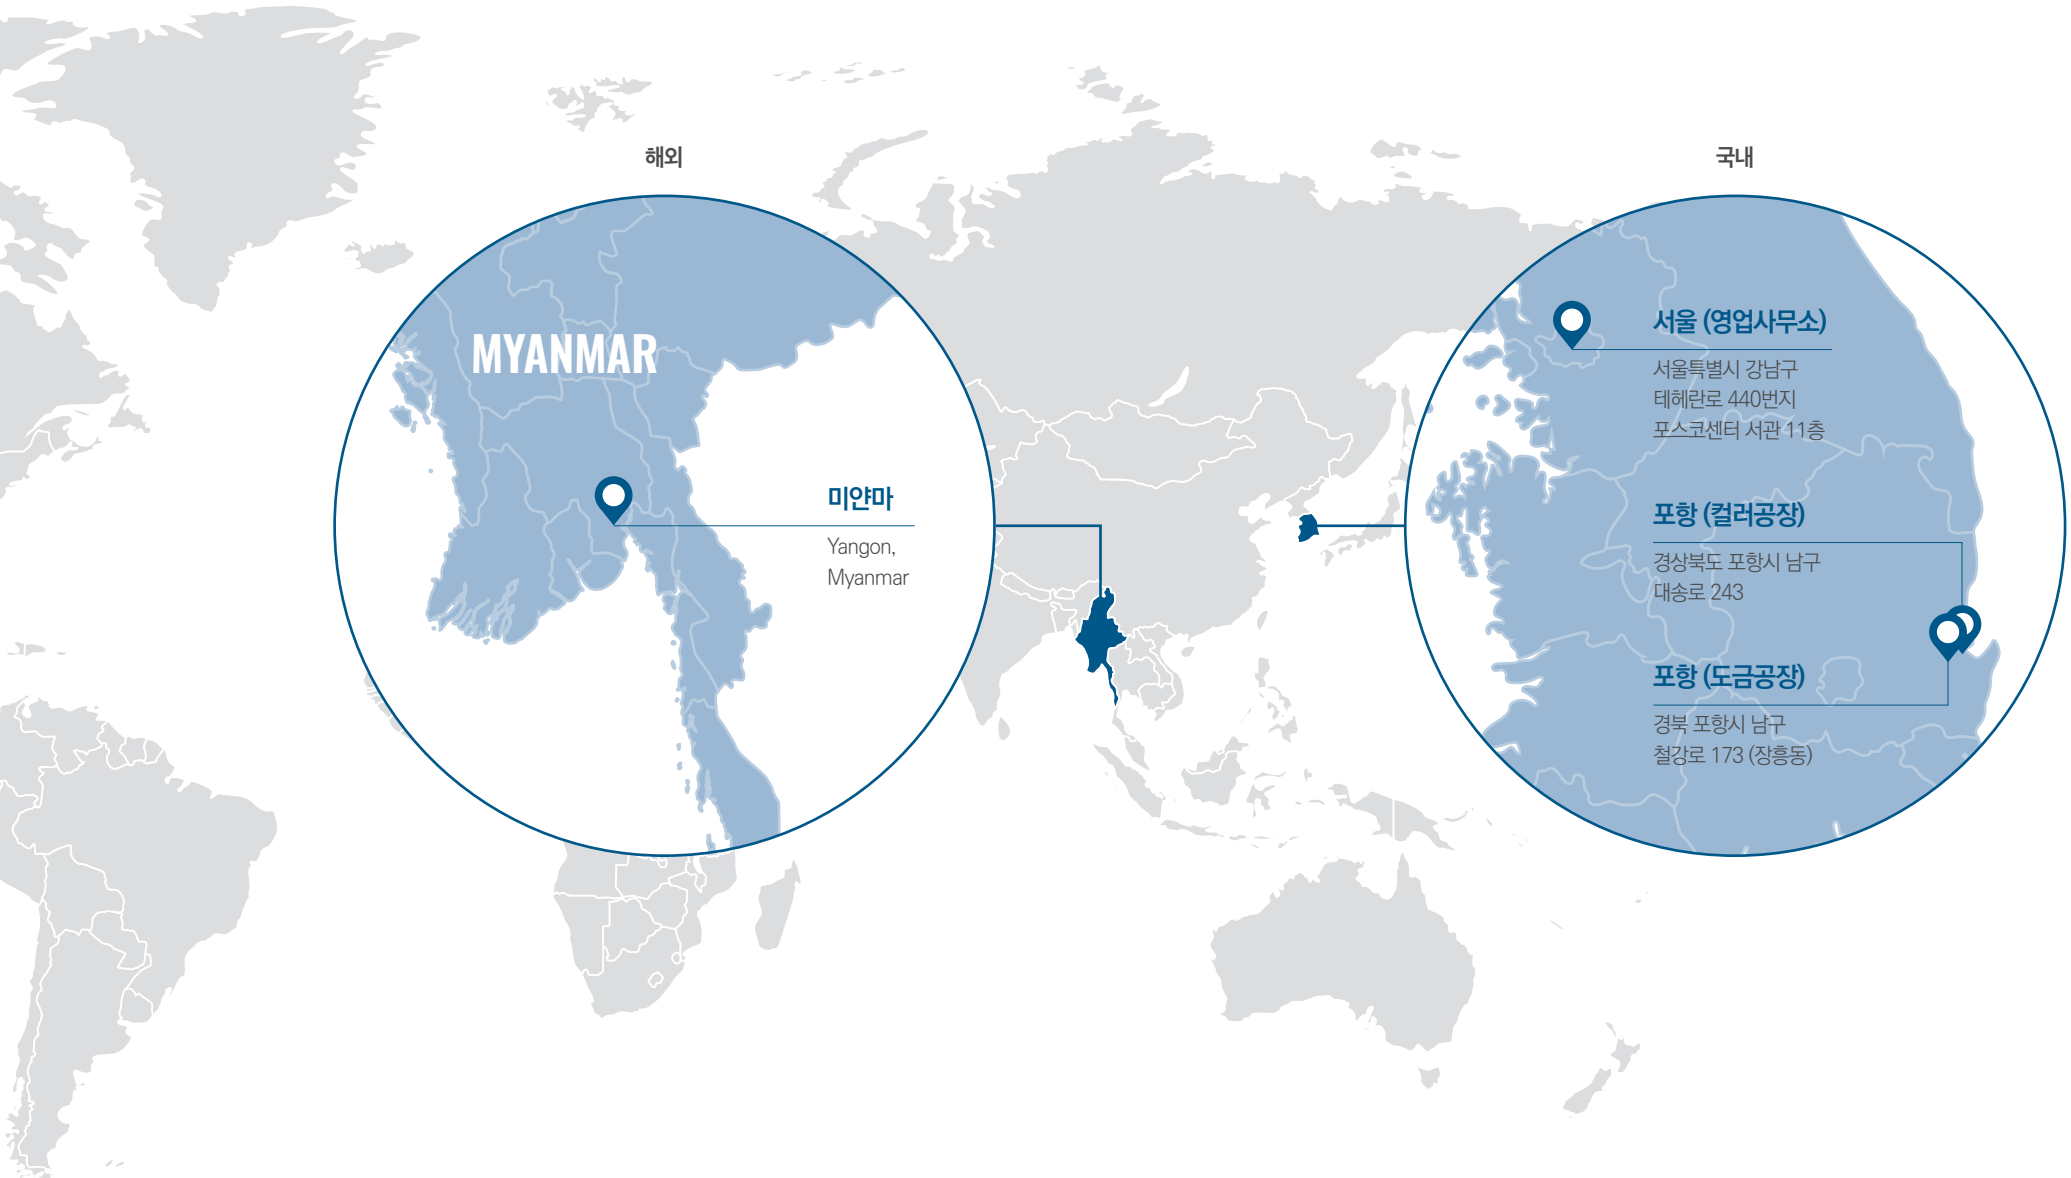 해외
MYANMAR
미얀마
Yangon,
Myanmar
국내
서울 (영업사무소)
서울특별시 강남구
테헤란로 440번지
포스코센터 서관 11층
포항 (컬러공장)
경상북도 포항시 남구
대송로 243
포항 (도금공장)
경북 포항시 남구
철강로 173 (장흥동)